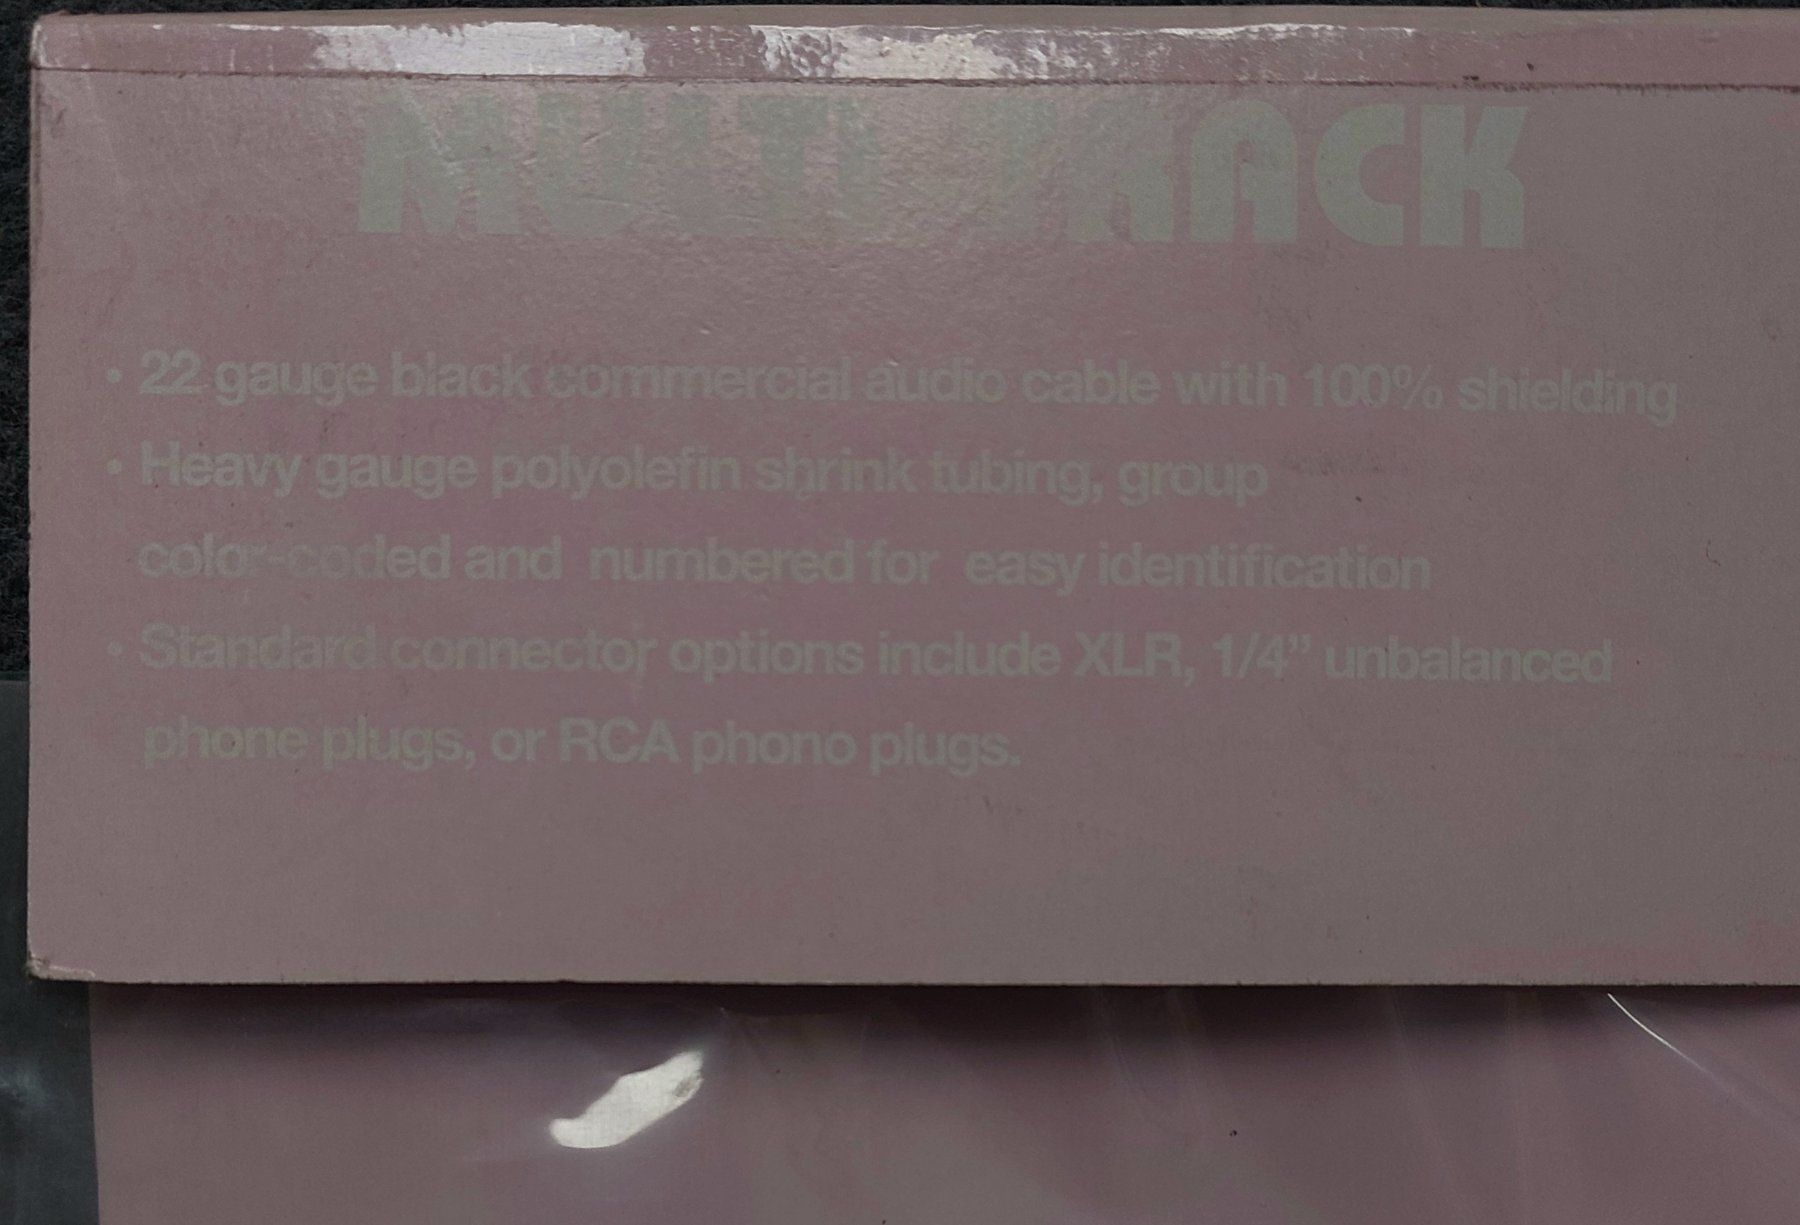 MULTI TRACK
• 22 gauge black commercial audio cable with 100% shielding
• Heavy gauge polyolefin shrink tubing, group
color-coded and numbered for easy identification
• Standard connector options include XLR, 1/4” unbalanced
phone plugs, or RCA phono plugs.